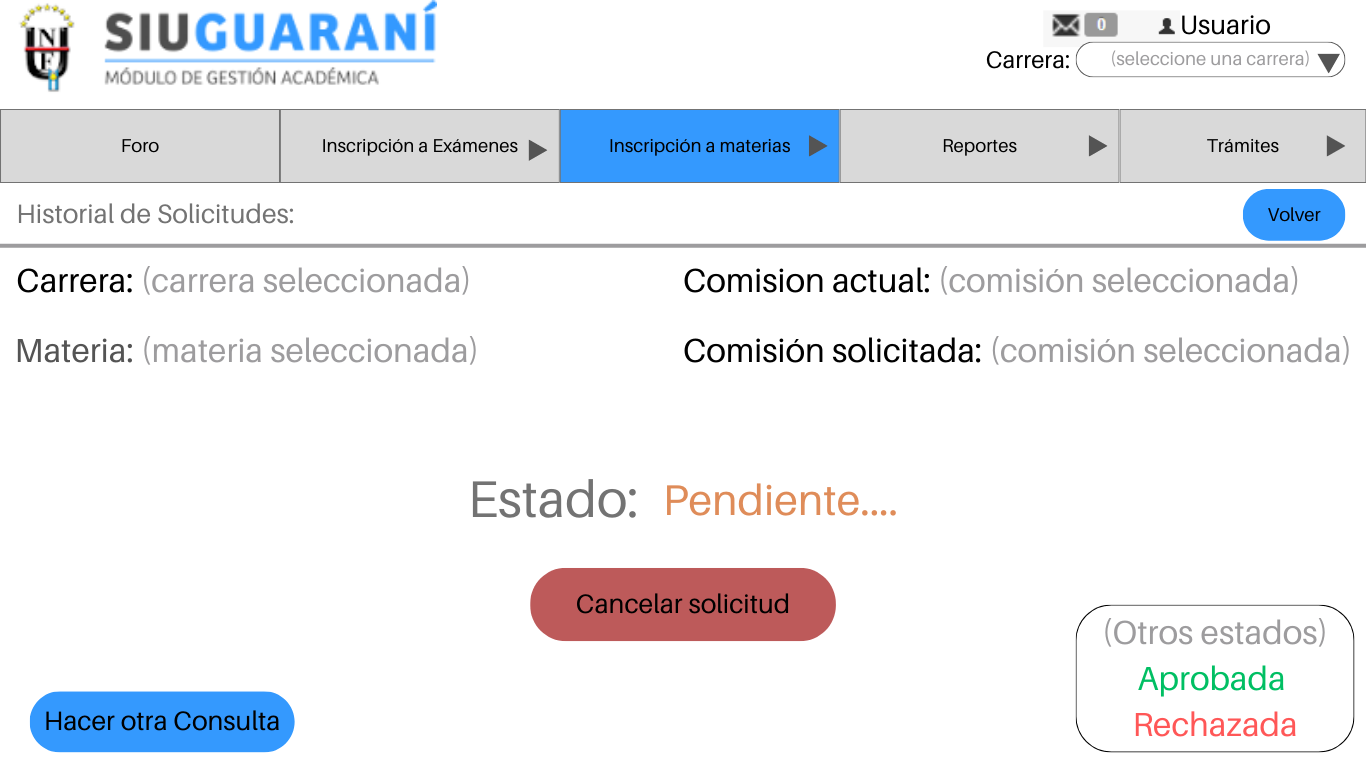 UNF
SIUGUARANÍ
MÓDULO DE GESTIÓN ACADÉMICA
0
Usuario
Carrera: (seleccione una carrera)
Foro
Inscripción a Exámenes
Inscripción a materias
Reportes
Trámites
Historial de Solicitudes:
Volver
Carrera: (carrera seleccionada)
Comision actual: (comisión seleccionada)
Materia: (materia seleccionada)
Comisión solicitada: (comisión seleccionada)
Estado: Pendiente....
Cancelar solicitud
(Otros estados)
Aprobada
Rechazada
Hacer otra Consulta